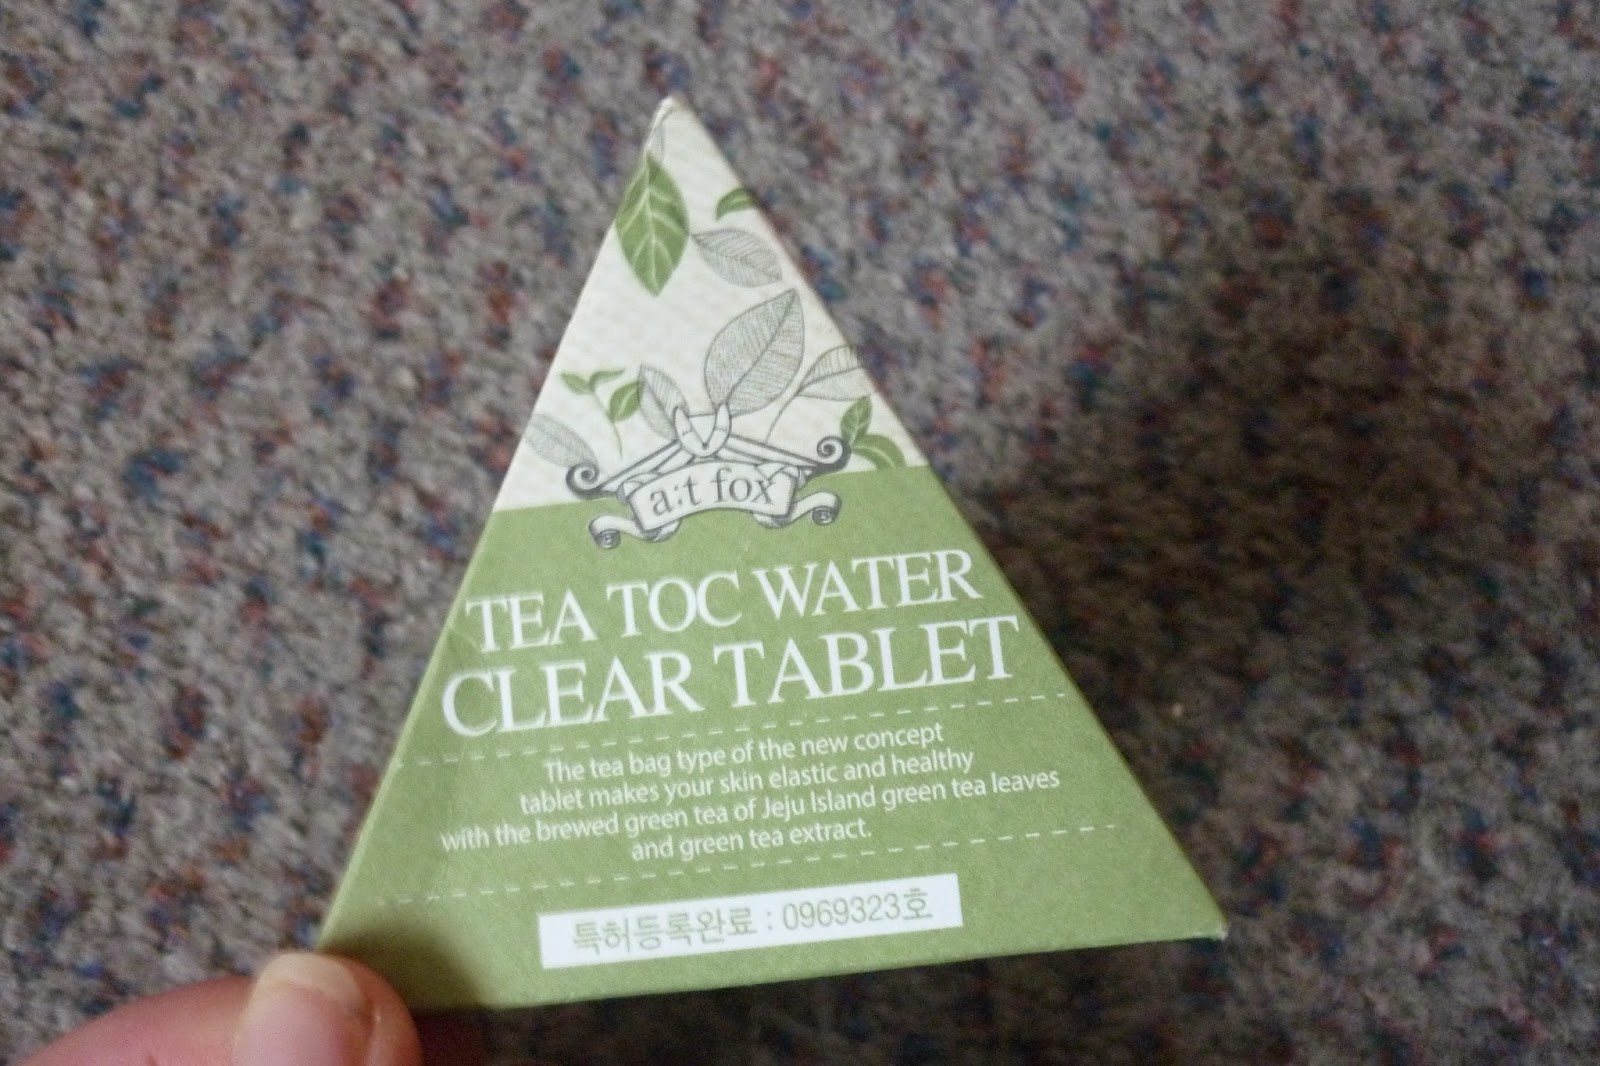 a:t fox
TEA TOC WATER
CLEAR TABLET
The tea bag type of the new concept
tablet makes your skin elastic and healthy
with the brewed green tea of Jeju Island green tea leaves
and green tea extract.
특허등록완료 : 0969323호